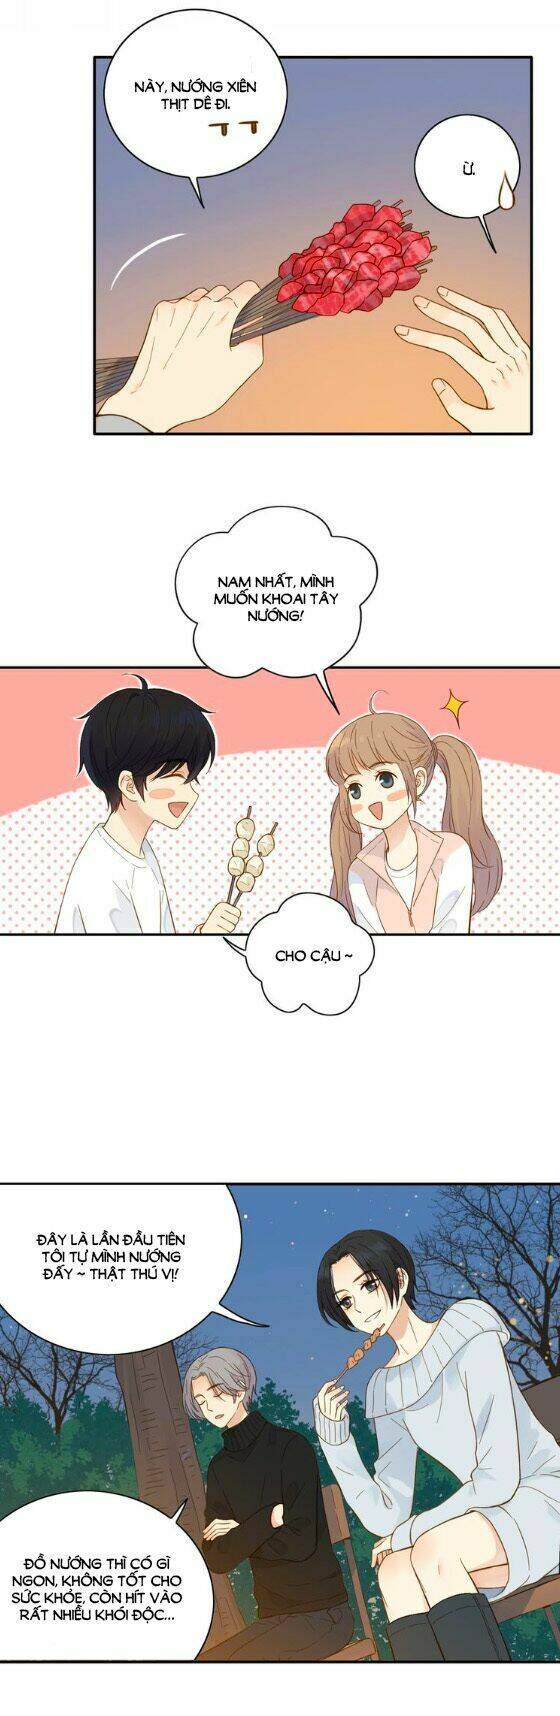 NÀY, NƯỚNG XIÊN
THỊT DÊ ĐI.
Ừ.
NAM NHẤT, MÌNH
MUỐN KHOAI TÂY
NƯỚNG!
CHO CẬU ~
ĐÂY LÀ LẦN ĐẦU TIÊN
TÔI TỰ MÌNH NƯỚNG
ĐẤY ~ THẬT THÚ VỊ!
ĐỒ NƯỚNG THÌ CÓ GÌ
NGON, KHÔNG TỐT CHO
SỨC KHỎE, CÒN HÍT VÀO
RẤT NHIỀU KHÓI ĐỘC...